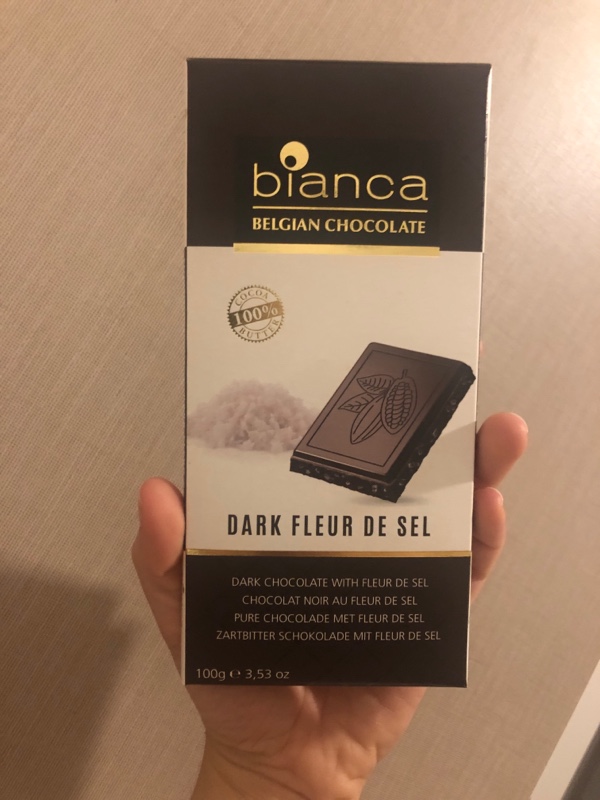 bianca
BELGIAN CHOCOLATE
COCOA
100%
BUTTER
DARK FLEUR DE SEL
DARK CHOCOLATE WITH FLEUR DE SEL
CHOCOLAT NOIR AU FLEUR DE SEL
PURE CHOCOLADE MET FLEUR DE SEL
ZARTBITTER SCHOKOLADE MIT FLEUR DE SEL
100g ℮ 3,53 oz